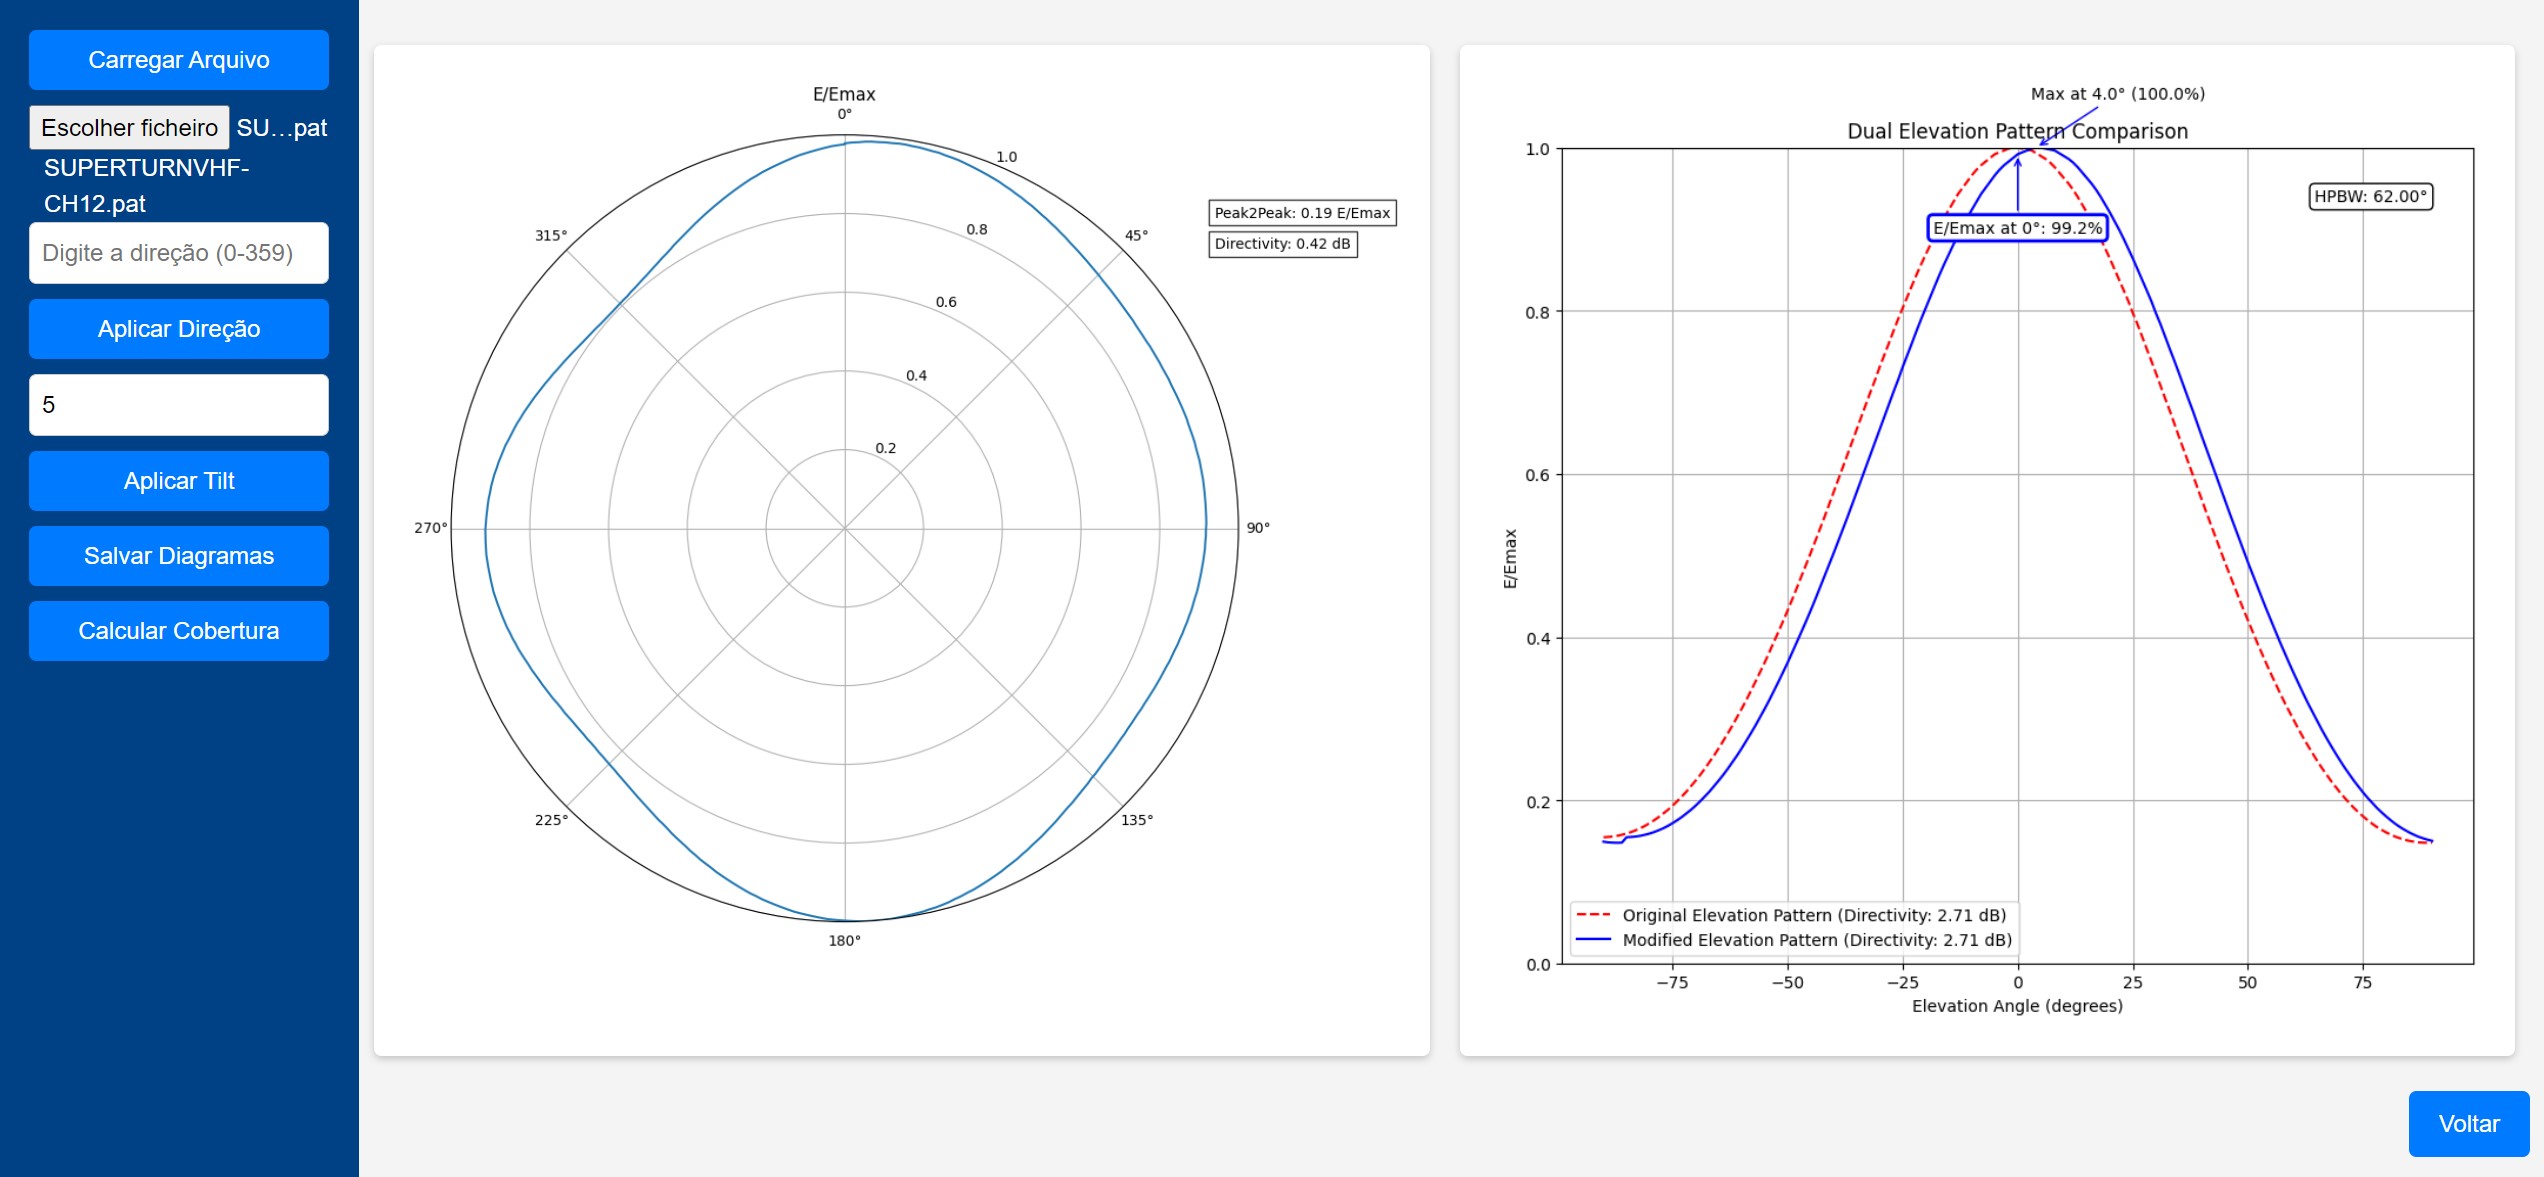 Carregar Arquivo
Escolher ficheiro SU...pat
SUPERTURNVHF-
CH12.pat
Digite a direção (0-359)
Aplicar Direção
5
Aplicar Tilt
Salvar Diagramas
Calcular Cobertura
E/Emax
0°
45°
90°
135°
180°
225°
270°
315°
1.0
0.8
0.6
0.4
0.2
Peak2Peak: 0.19 E/Emax
Directivity: 0.42 dB
Max at 4.0° (100.0%)
Dual Elevation Pattern Comparison
HPBW: 62.00°
E/Emax at 0°: 99.2%
E/Emax
1.0
0.8
0.6
0.4
0.2
0.0
Original Elevation Pattern (Directivity: 2.71 dB)
Modified Elevation Pattern (Directivity: 2.71 dB)
−75 −50 −25 0 25 50 75
Elevation Angle (degrees)
Voltar